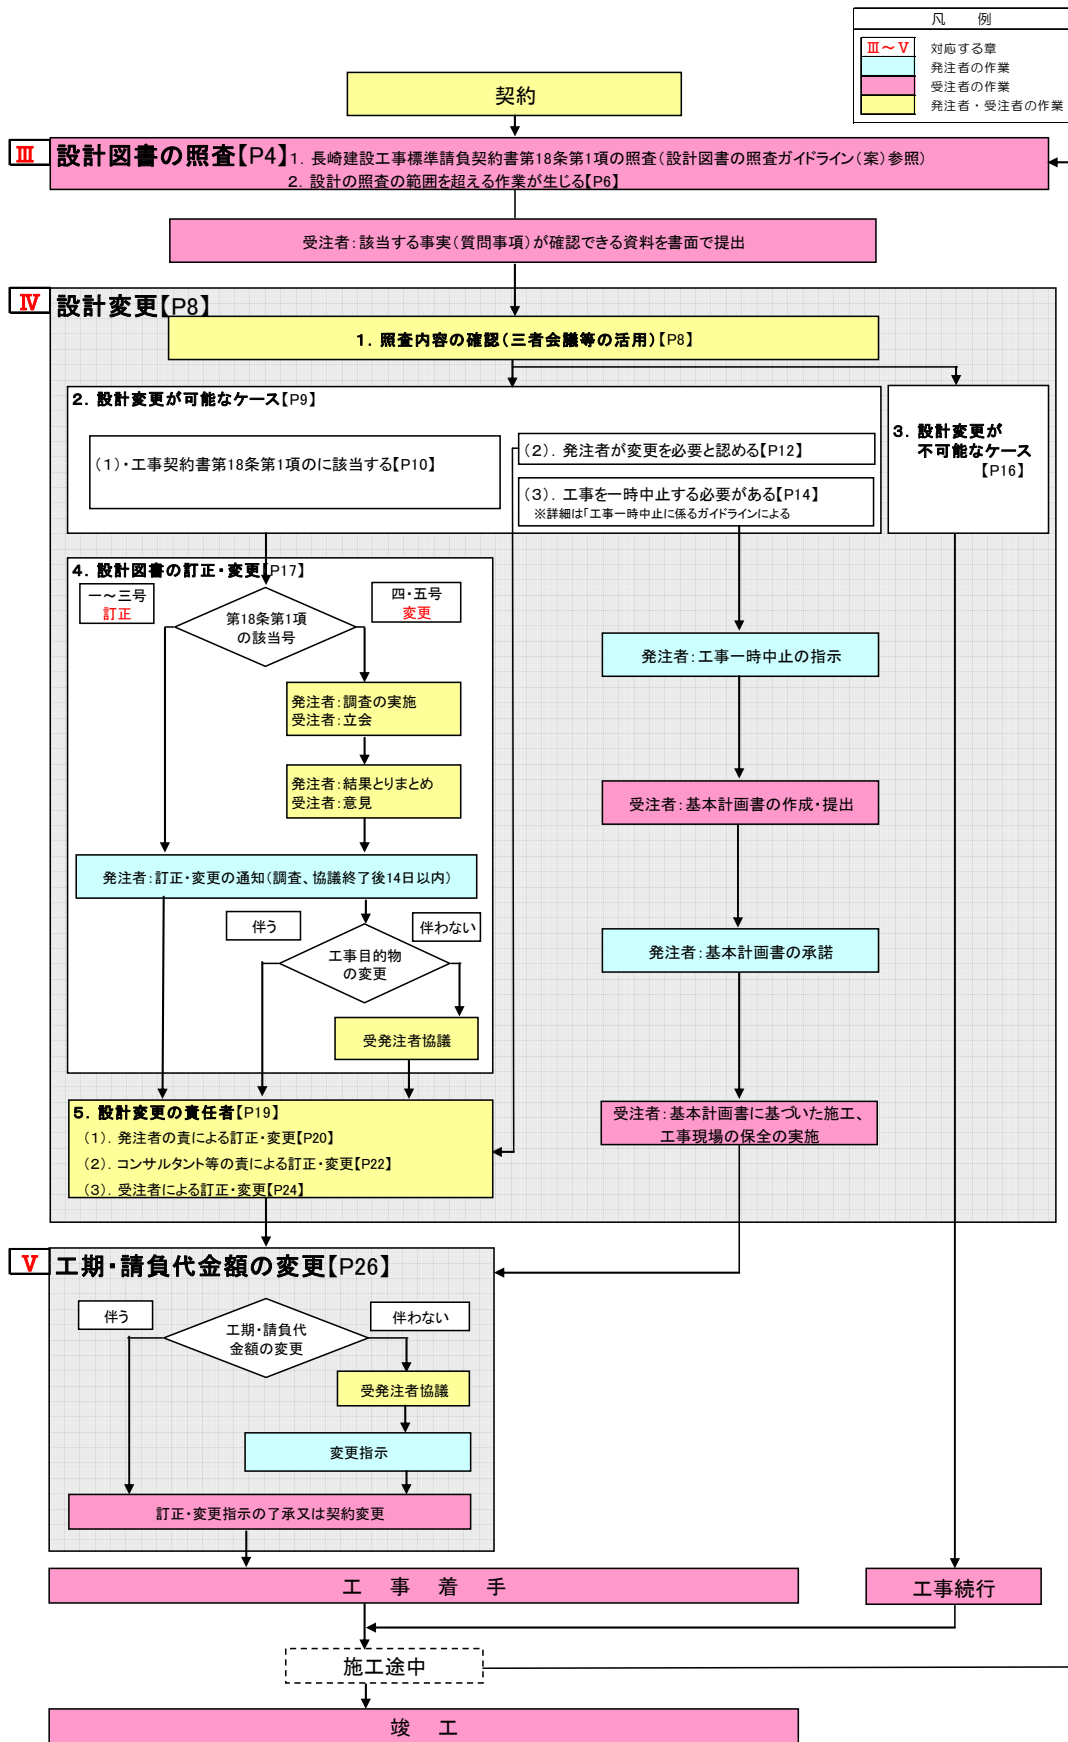 凡　例
Ⅲ～Ⅴ 対応する章
発注者の作業
受注者の作業
発注者・受注者の作業
契約
Ⅲ 設計図書の照査【P4】 1. 長崎建設工事標準請負契約書第18条第1項の照査(設計図書の照査ガイドライン(案)参照)
2. 設計の照査の範囲を超える作業が生じる【P6】
受注者:該当する事実(質問事項)が確認できる資料を書面で提出
Ⅳ 設計変更【P8】
1. 照査内容の確認(三者会議等の活用)【P8】
2. 設計変更が可能なケース【P9】
(1)・工事契約書第18条第1項のに該当する【P10】
(2). 発注者が変更を必要と認める【P12】
(3). 工事を一時中止する必要がある【P14】
※詳細は「工事一時中止に係るガイドラインによる
3. 設計変更が
不可能なケース
【P16】
4. 設計図書の訂正・変更【P17】
一～三号
訂正
四・五号
変更
第18条第1項
の該当号
発注者:調査の実施
受注者:立会
発注者:結果とりまとめ
受注者:意見
発注者:訂正・変更の通知(調査、協議終了後14日以内)
伴う
伴わない
工事目的物
の変更
受発注者協議
発注者:工事一時中止の指示
受注者:基本計画書の作成・提出
発注者:基本計画書の承諾
受注者:基本計画書に基づいた施工、
工事現場の保全の実施
5. 設計変更の責任者【P19】
(1). 発注者の責による訂正・変更【P20】
(2). コンサルタント等の責による訂正・変更【P22】
(3). 受注者による訂正・変更【P24】
Ⅴ 工期・請負代金額の変更【P26】
伴う
伴わない
工期・請負代
金額の変更
受発注者協議
変更指示
訂正・変更指示の了承又は契約変更
工　事　着　手
工事続行
施工途中
竣　工